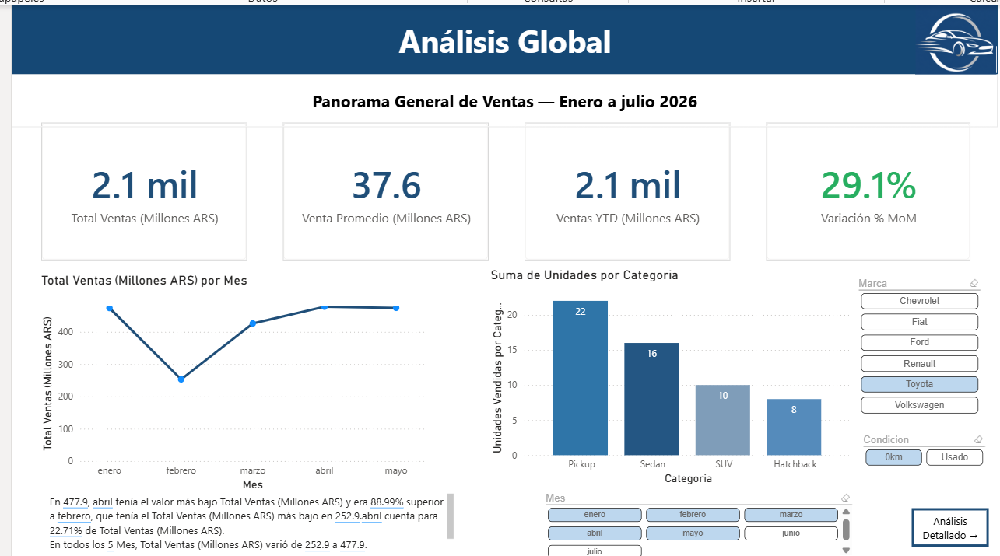 Datos
Consultas
Insertar
Análisis Global
Panorama General de Ventas — Enero a julio 2026
2.1 mil
Total Ventas (Millones ARS)
37.6
Venta Promedio (Millones ARS)
2.1 mil
Ventas YTD (Millones ARS)
29.1%
Variación % MoM
Total Ventas (Millones ARS) por Mes
Total Ventas (Millones ARS)
400
300
200
100
0
enero
febrero
marzo
abril
mayo
Mes
En 477.9, abril tenía el valor más bajo Total Ventas (Millones ARS) y era 88.99% superior
a febrero, que tenía el Total Ventas (Millones ARS) más bajo en 252.9.abril cuenta para
22.71% de Total Ventas (Millones ARS).
En todos los 5 Mes, Total Ventas (Millones ARS) varió de 252.9 a 477.9.
Suma de Unidades por Categoria
Unidades Vendidas por Categ...
20
15
10
5
0
22
16
10
8
Pickup
Sedan
SUV
Hatchback
Categoria
Marca
Chevrolet
Fiat
Ford
Renault
Toyota
Volkswagen
Condicion
0km
Usado
Mes
enero
febrero
marzo
abril
mayo
junio
julio
Análisis
Detallado →